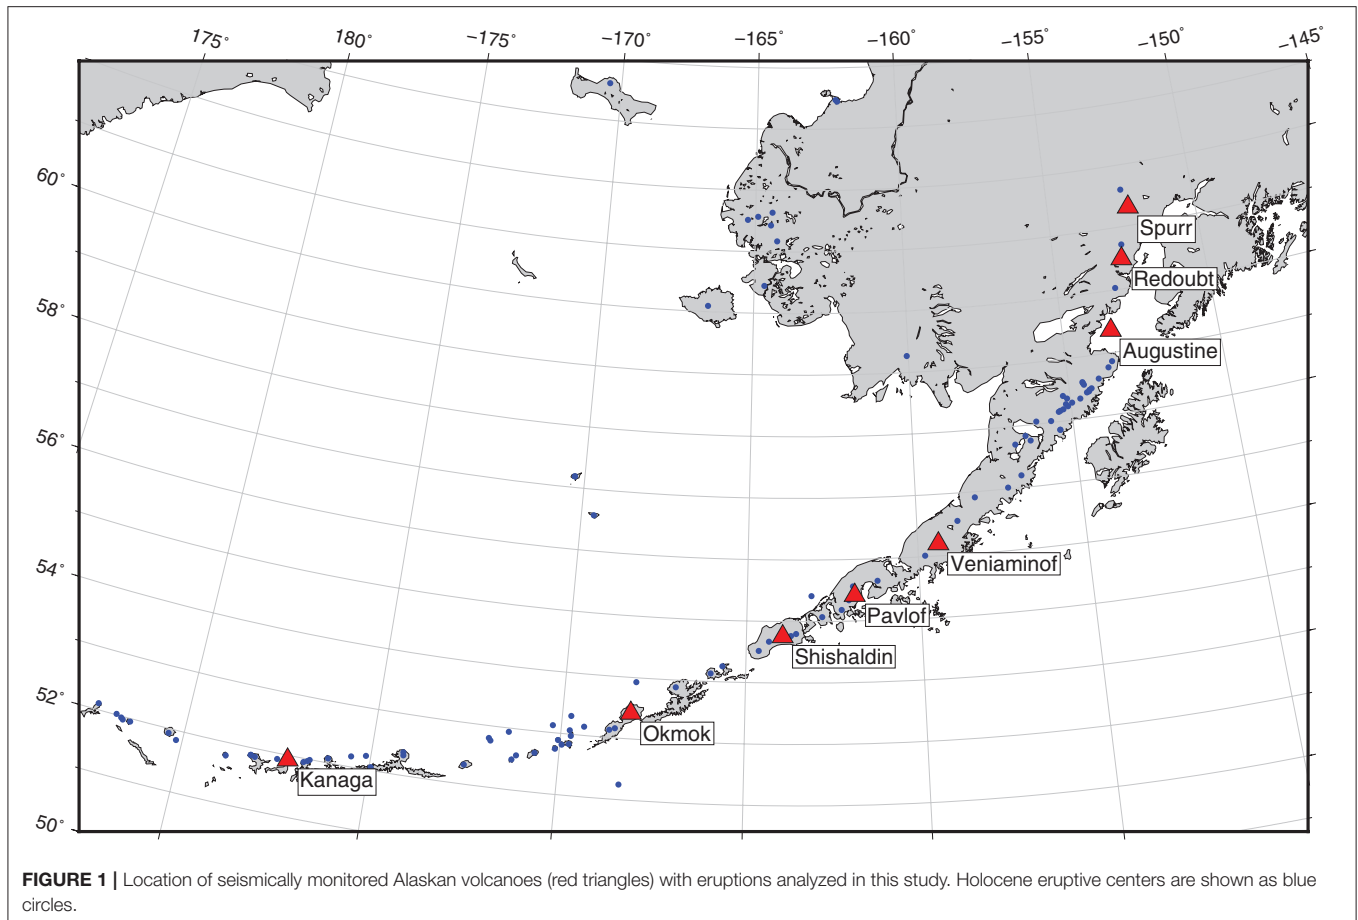 175°
180°
−175°
−170°
−165°
−160°
−155°
−150°
−145°
60°
58°
56°
54°
52°
50°
Spurr
Redoubt
Augustine
Veniaminof
Pavlof
Shishaldin
Okmok
Kanaga
FIGURE 1 | Location of seismically monitored Alaskan volcanoes (red triangles) with eruptions analyzed in this study. Holocene eruptive centers are shown as blue
circles.